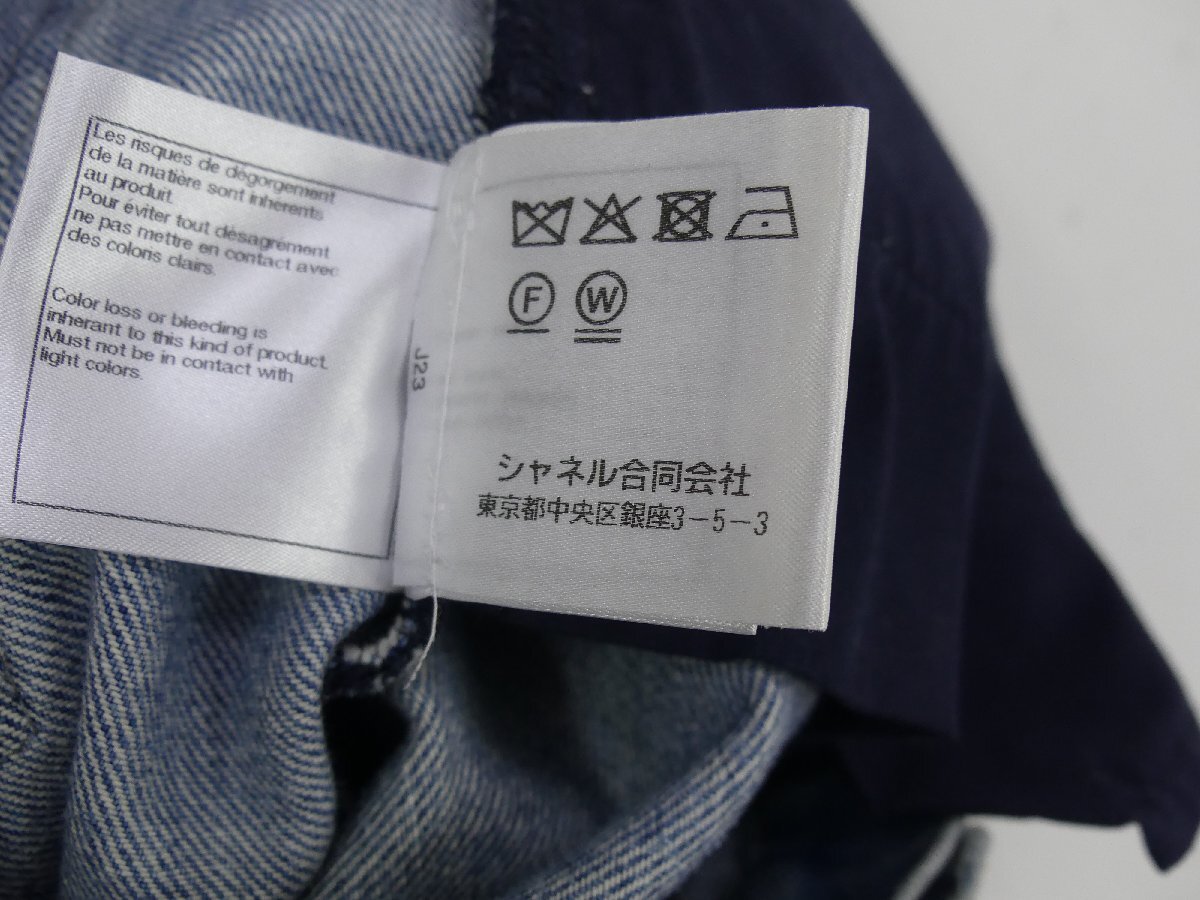 Les risques de dégorgement
de la matière sont inherents
au produit.
Pour éviter tout désagrément
ne pas mettre en contact avec
des coloris clairs.
Color loss or bleeding is
inherant to this kind of product.
Must not be in contact with
light colors.
J23
F W
シャネル合同会社
東京都中央区銀座3-5-3